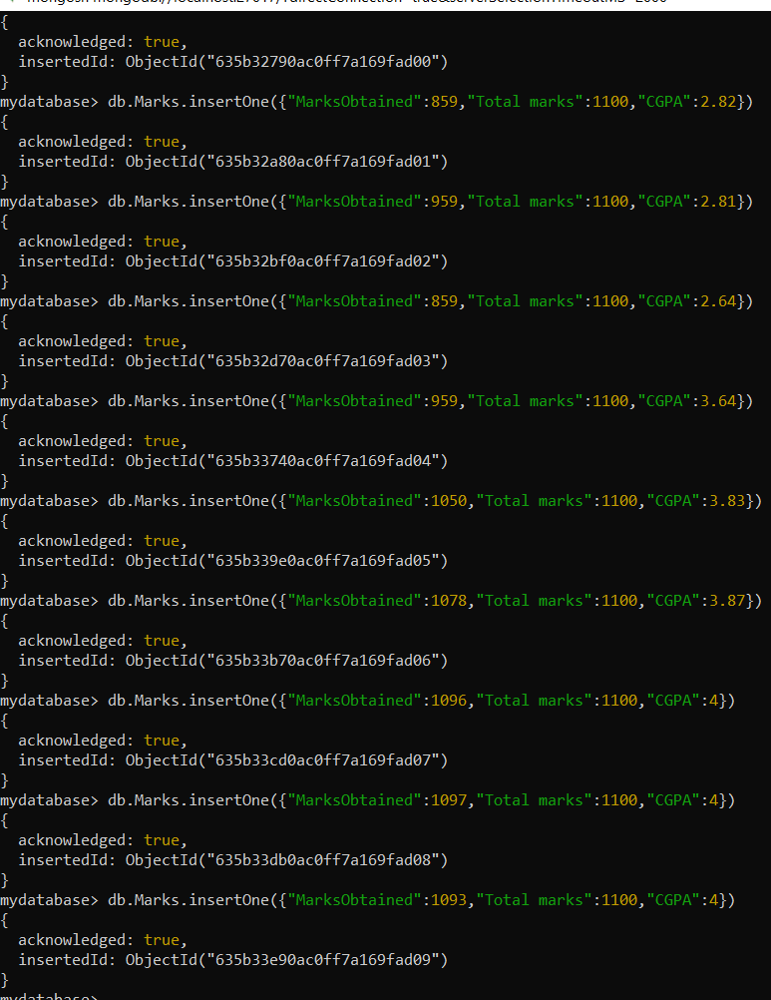 {
  acknowledged: true,
  insertedId: ObjectId("635b32790ac0ff7a169fad00")
}
mydatabase> db.Marks.insertOne({"MarksObtained":859,"Total marks":1100,"CGPA":2.82})
{
  acknowledged: true,
  insertedId: ObjectId("635b32a80ac0ff7a169fad01")
}
mydatabase> db.Marks.insertOne({"MarksObtained":959,"Total marks":1100,"CGPA":2.81})
{
  acknowledged: true,
  insertedId: ObjectId("635b32bf0ac0ff7a169fad02")
}
mydatabase> db.Marks.insertOne({"MarksObtained":859,"Total marks":1100,"CGPA":2.64})
{
  acknowledged: true,
  insertedId: ObjectId("635b32d70ac0ff7a169fad03")
}
mydatabase> db.Marks.insertOne({"MarksObtained":959,"Total marks":1100,"CGPA":3.64})
{
  acknowledged: true,
  insertedId: ObjectId("635b33740ac0ff7a169fad04")
}
mydatabase> db.Marks.insertOne({"MarksObtained":1050,"Total marks":1100,"CGPA":3.83})
{
  acknowledged: true,
  insertedId: ObjectId("635b339e0ac0ff7a169fad05")
}
mydatabase> db.Marks.insertOne({"MarksObtained":1078,"Total marks":1100,"CGPA":3.87})
{
  acknowledged: true,
  insertedId: ObjectId("635b33b70ac0ff7a169fad06")
}
mydatabase> db.Marks.insertOne({"MarksObtained":1096,"Total marks":1100,"CGPA":4})
{
  acknowledged: true,
  insertedId: ObjectId("635b33cd0ac0ff7a169fad07")
}
mydatabase> db.Marks.insertOne({"MarksObtained":1097,"Total marks":1100,"CGPA":4})
{
  acknowledged: true,
  insertedId: ObjectId("635b33db0ac0ff7a169fad08")
}
mydatabase> db.Marks.insertOne({"MarksObtained":1093,"Total marks":1100,"CGPA":4})
{
  acknowledged: true,
  insertedId: ObjectId("635b33e90ac0ff7a169fad09")
}
mydatabase>